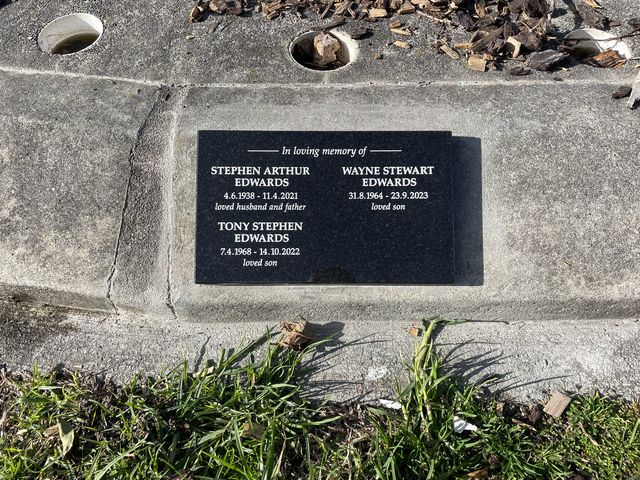 In loving memory of
STEPHEN ARTHUR
EDWARDS
4.6.1938 - 11.4.2021
loved husband and father
TONY STEPHEN
EDWARDS
7.4.1968 - 14.10.2022
loved son
WAYNE STEWART
EDWARDS
31.8.1964 - 23.9.2023
loved son